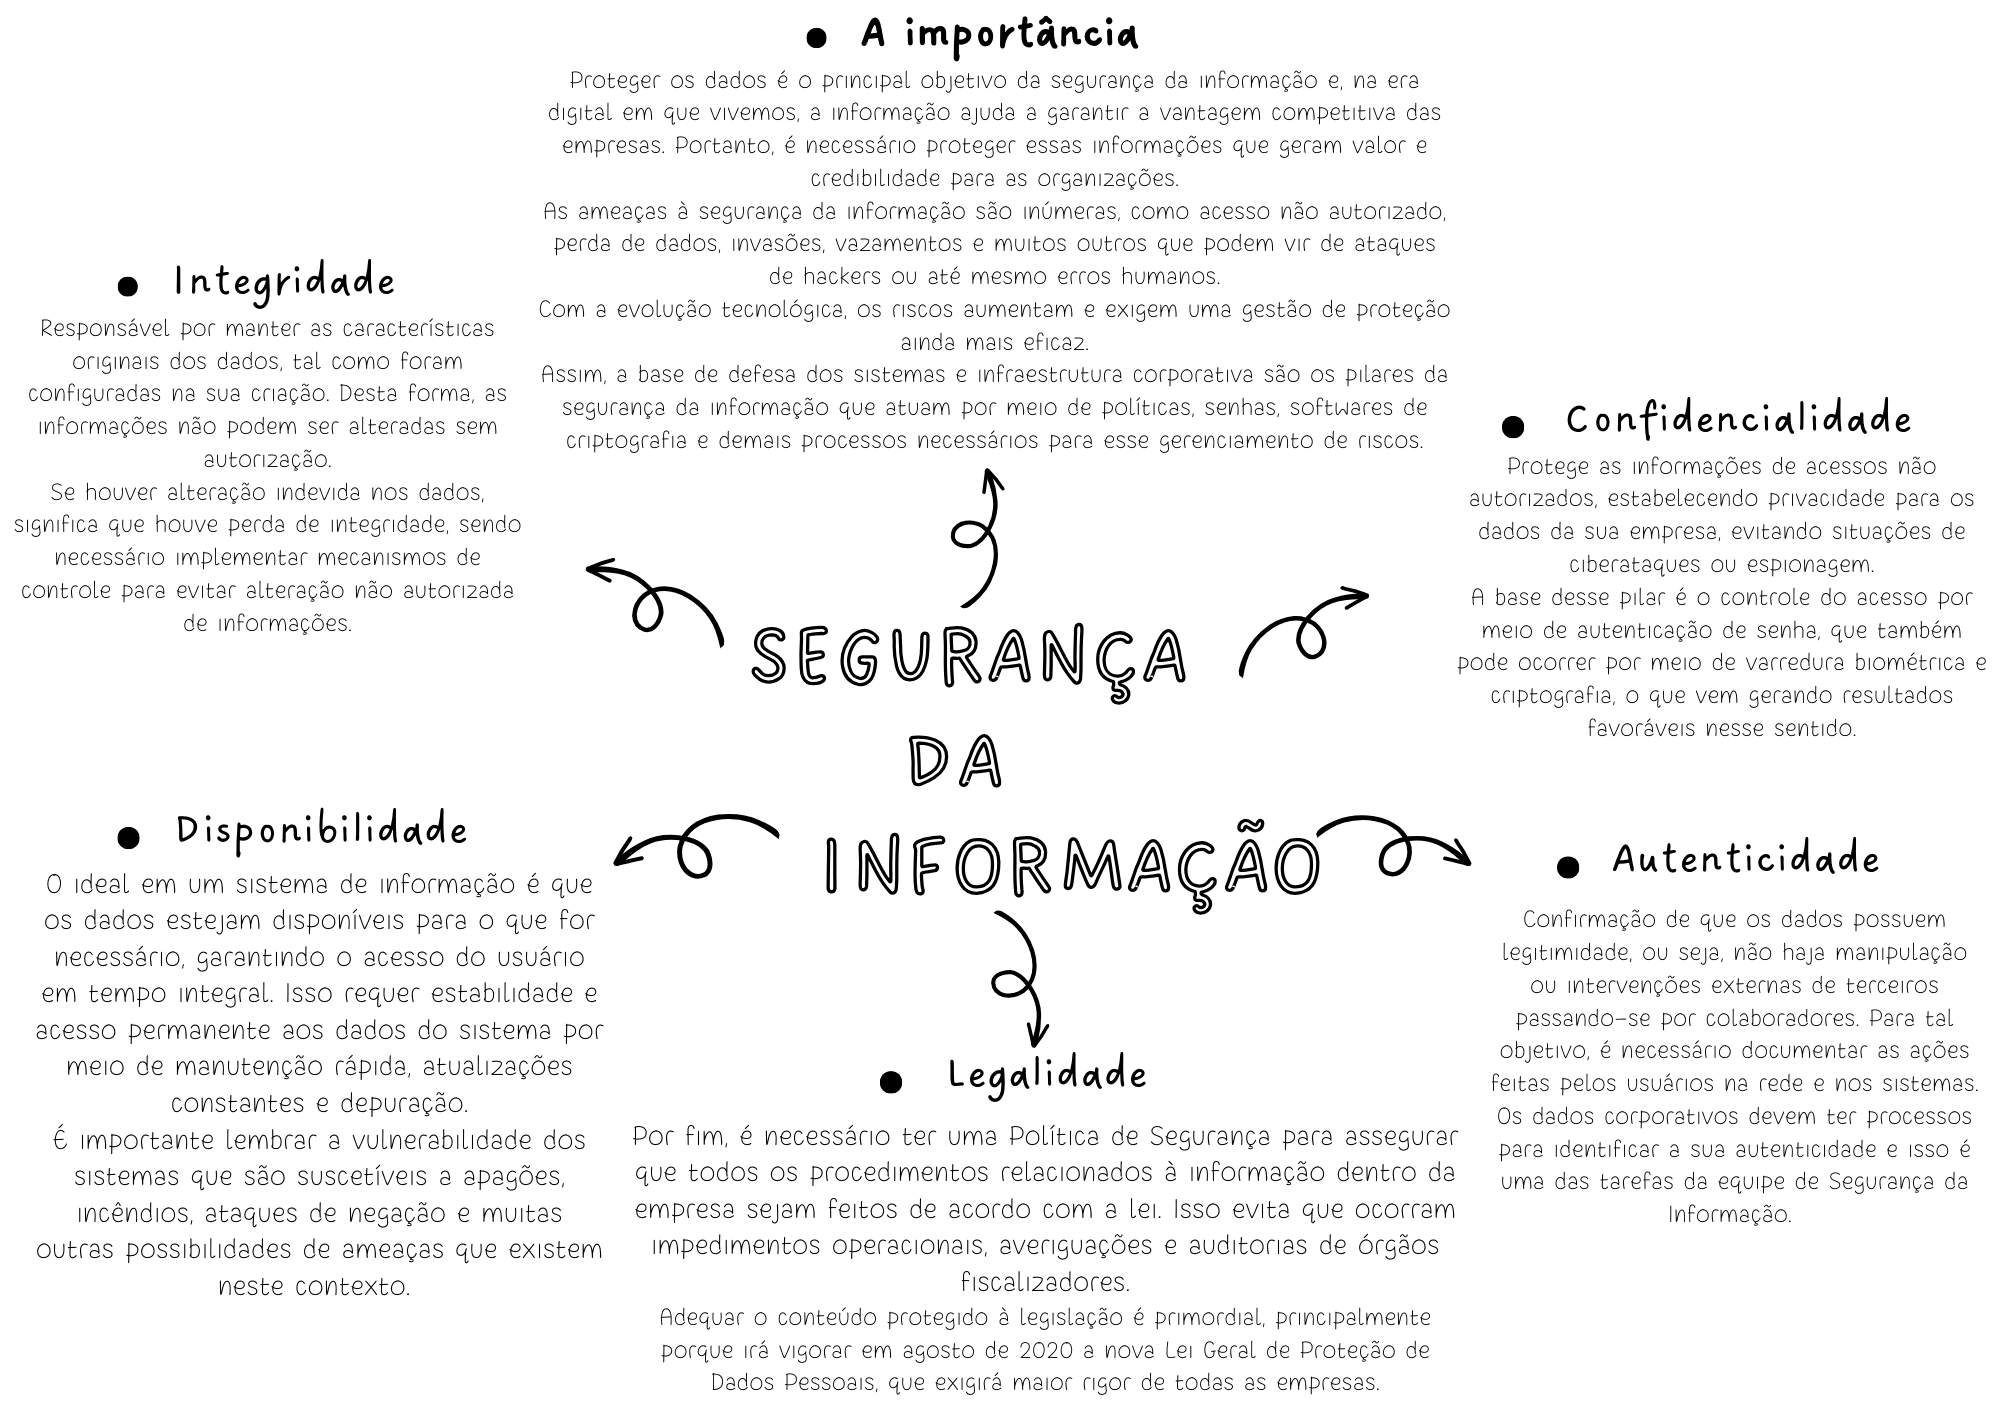 A importância
Proteger os dados é o principal objetivo da segurança da informação e, na era
digital em que vivemos, a informação ajuda a garantir a vantagem competitiva das
empresas. Portanto, é necessário proteger essas informações que geram valor e
credibilidade para as organizações.
As ameaças à segurança da informação são inúmeras, como acesso não autorizado,
perda de dados, invasões, vazamentos e muitos outros que podem vir de ataques
de hackers ou até mesmo erros humanos.
Com a evolução tecnológica, os riscos aumentam e exigem uma gestão de proteção
ainda mais eficaz.
Assim, a base de defesa dos sistemas e infraestrutura corporativa são os pilares da
segurança da informação que atuam por meio de políticas, senhas, softwares de
criptografia e demais processos necessários para esse gerenciamento de riscos.
Integridade
Responsável por manter as características
originais dos dados, tal como foram
configuradas na sua criação. Desta forma, as
informações não podem ser alteradas sem
autorização.
Se houver alteração indevida nos dados,
significa que houve perda de integridade, sendo
necessário implementar mecanismos de
controle para evitar alteração não autorizada
de informações.
Confidencialidade
Protege as informações de acessos não
autorizados, estabelecendo privacidade para os
dados da sua empresa, evitando situações de
ciberataques ou espionagem.
A base desse pilar é o controle do acesso por
meio de autenticação de senha, que também
pode ocorrer por meio de varredura biométrica e
criptografia, o que vem gerando resultados
favoráveis nesse sentido.
SEGURANÇA
DA
INFORMAÇÃO
Disponibilidade
O ideal em um sistema de informação é que
os dados estejam disponíveis para o que for
necessário, garantindo o acesso do usuário
em tempo integral. Isso requer estabilidade e
acesso permanente aos dados do sistema por
meio de manutenção rápida, atualizações
constantes e depuração.
É importante lembrar a vulnerabilidade dos
sistemas que são suscetíveis a apagões,
incêndios, ataques de negação e muitas
outras possibilidades de ameaças que existem
neste contexto.
Autenticidade
Confirmação de que os dados possuem
legitimidade, ou seja, não haja manipulação
ou intervenções externas de terceiros
passando-se por colaboradores. Para tal
objetivo, é necessário documentar as ações
feitas pelos usuários na rede e nos sistemas.
Os dados corporativos devem ter processos
para identificar a sua autenticidade e isso é
uma das tarefas da equipe de Segurança da
Informação.
Legalidade
Por fim, é necessário ter uma Política de Segurança para assegurar
que todos os procedimentos relacionados à informação dentro da
empresa sejam feitos de acordo com a lei. Isso evita que ocorram
impedimentos operacionais, averiguações e auditorias de órgãos
fiscalizadores.
Adequar o conteúdo protegido à legislação é primordial, principalmente
porque irá vigorar em agosto de 2020 a nova Lei Geral de Proteção de
Dados Pessoais, que exigirá maior rigor de todas as empresas.